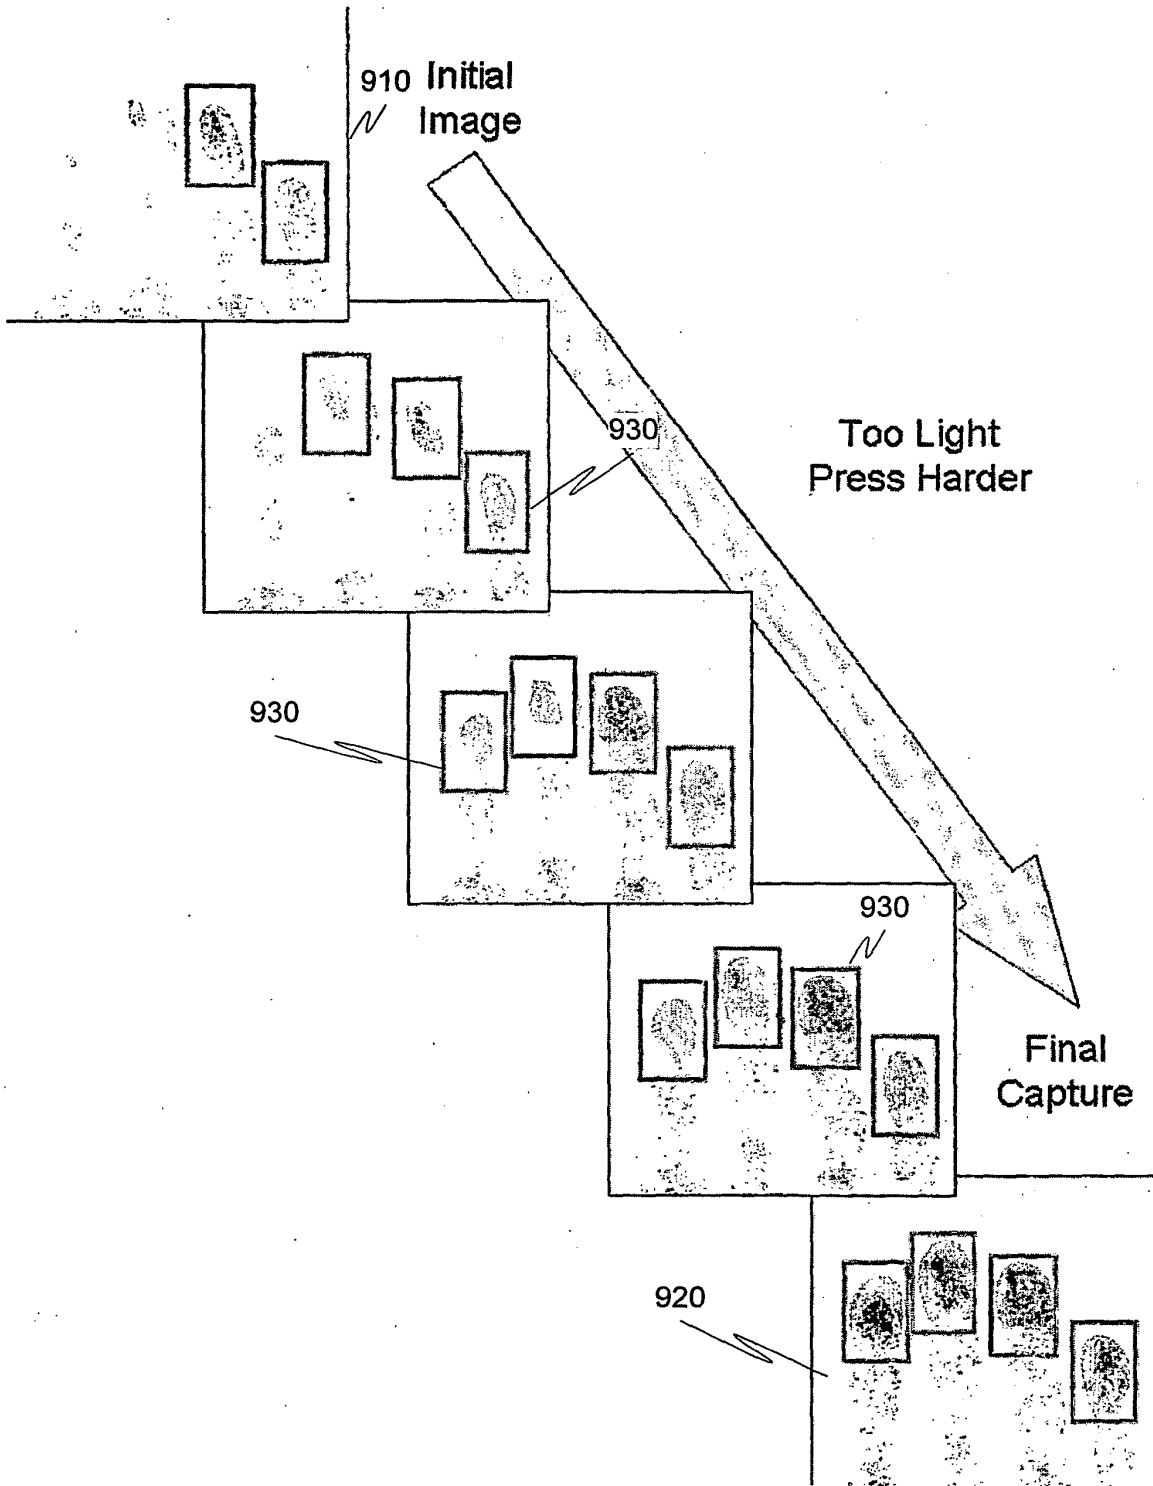 910
Initial
Image
930
Too Light
Press Harder
930
930
Final
Capture
920